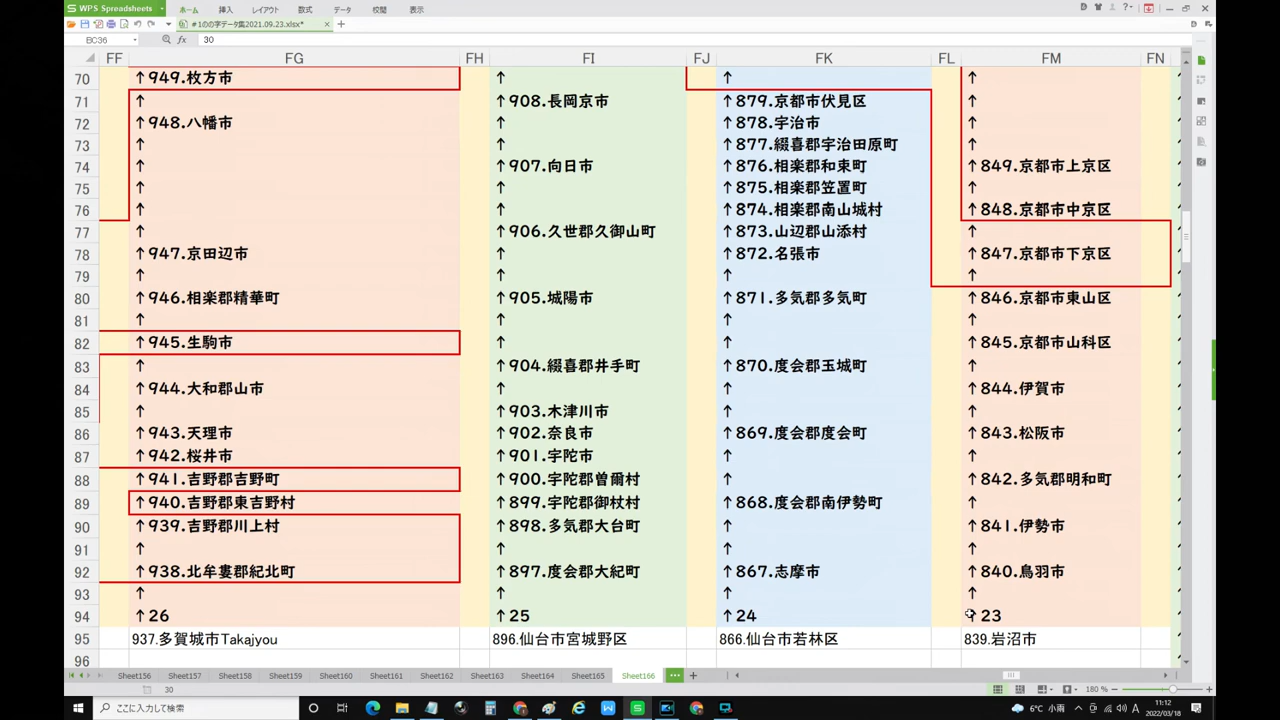 WPS Spreadsheets
ホーム 挿入 レイアウト 数式 データ 校閲 表示
#1のの字データ集2021.09.23.xlsx* × +
BC36 fx 30
FF FG FH FI FJ FK FL FM FN
70 ↑949.枚方市 ↑ ↑ ↑
71 ↑ ↑908.長岡京市 ↑879.京都市伏見区 ↑
72 ↑948.八幡市 ↑ ↑878.宇治市 ↑
73 ↑ ↑ ↑877.綴喜郡宇治田原町 ↑
74 ↑ ↑907.向日市 ↑876.相楽郡和束町 ↑849.京都市上京区
75 ↑ ↑ ↑875.相楽郡笠置町 ↑
76 ↑ ↑ ↑874.相楽郡南山城村 ↑848.京都市中京区
77 ↑ ↑906.久世郡久御山町 ↑873.山辺郡山添村 ↑
78 ↑947.京田辺市 ↑ ↑872.名張市 ↑847.京都市下京区
79 ↑ ↑ ↑ ↑
80 ↑946.相楽郡精華町 ↑905.城陽市 ↑871.多気郡多気町 ↑846.京都市東山区
81 ↑ ↑ ↑ ↑
82 ↑945.生駒市 ↑ ↑ ↑845.京都市山科区
83 ↑ ↑904.綴喜郡井手町 ↑870.度会郡玉城町 ↑
84 ↑944.大和郡山市 ↑ ↑ ↑844.伊賀市
85 ↑ ↑903.木津川市 ↑ ↑
86 ↑943.天理市 ↑902.奈良市 ↑869.度会郡度会町 ↑843.松阪市
87 ↑942.桜井市 ↑901.宇陀市 ↑ ↑
88 ↑941.吉野郡吉野町 ↑900.宇陀郡曽爾村 ↑ ↑842.多気郡明和町
89 ↑940.吉野郡東吉野村 ↑899.宇陀郡御杖村 ↑868.度会郡南伊勢町 ↑
90 ↑939.吉野郡川上村 ↑898.多気郡大台町 ↑ ↑841.伊勢市
91 ↑ ↑ ↑ ↑
92 ↑938.北牟婁郡紀北町 ↑897.度会郡大紀町 ↑867.志摩市 ↑840.鳥羽市
93 ↑ ↑ ↑ ↑
94 ↑26 ↑25 ↑24 ↑23
95 937.多賀城市Takajyou 896.仙台市宮城野区 866.仙台市若林区 839.岩沼市
96
Sheet156 Sheet157 Sheet158 Sheet159 Sheet160 Sheet161 Sheet162 Sheet163 Sheet164 Sheet165 Sheet166 ••• +
30 180 %
ここに入力して検索 6°C 小雨 A 11:12
2022/03/18